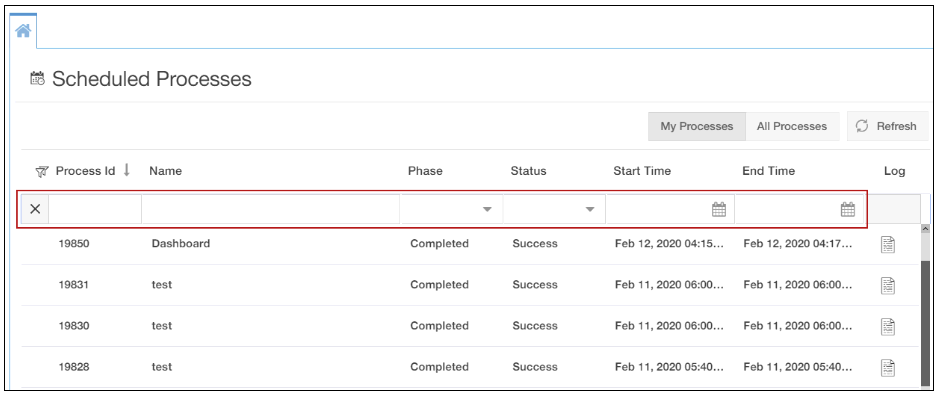 Scheduled Processes
My Processes All Processes Refresh
Process Id Name Phase Status Start Time End Time Log
19850 Dashboard Completed Success Feb 12, 2020 04:15... Feb 12, 2020 04:17...
19831 test Completed Success Feb 11, 2020 06:00... Feb 11, 2020 06:00...
19830 test Completed Success Feb 11, 2020 06:00... Feb 11, 2020 06:00...
19828 test Completed Success Feb 11, 2020 05:40... Feb 11, 2020 05:40...